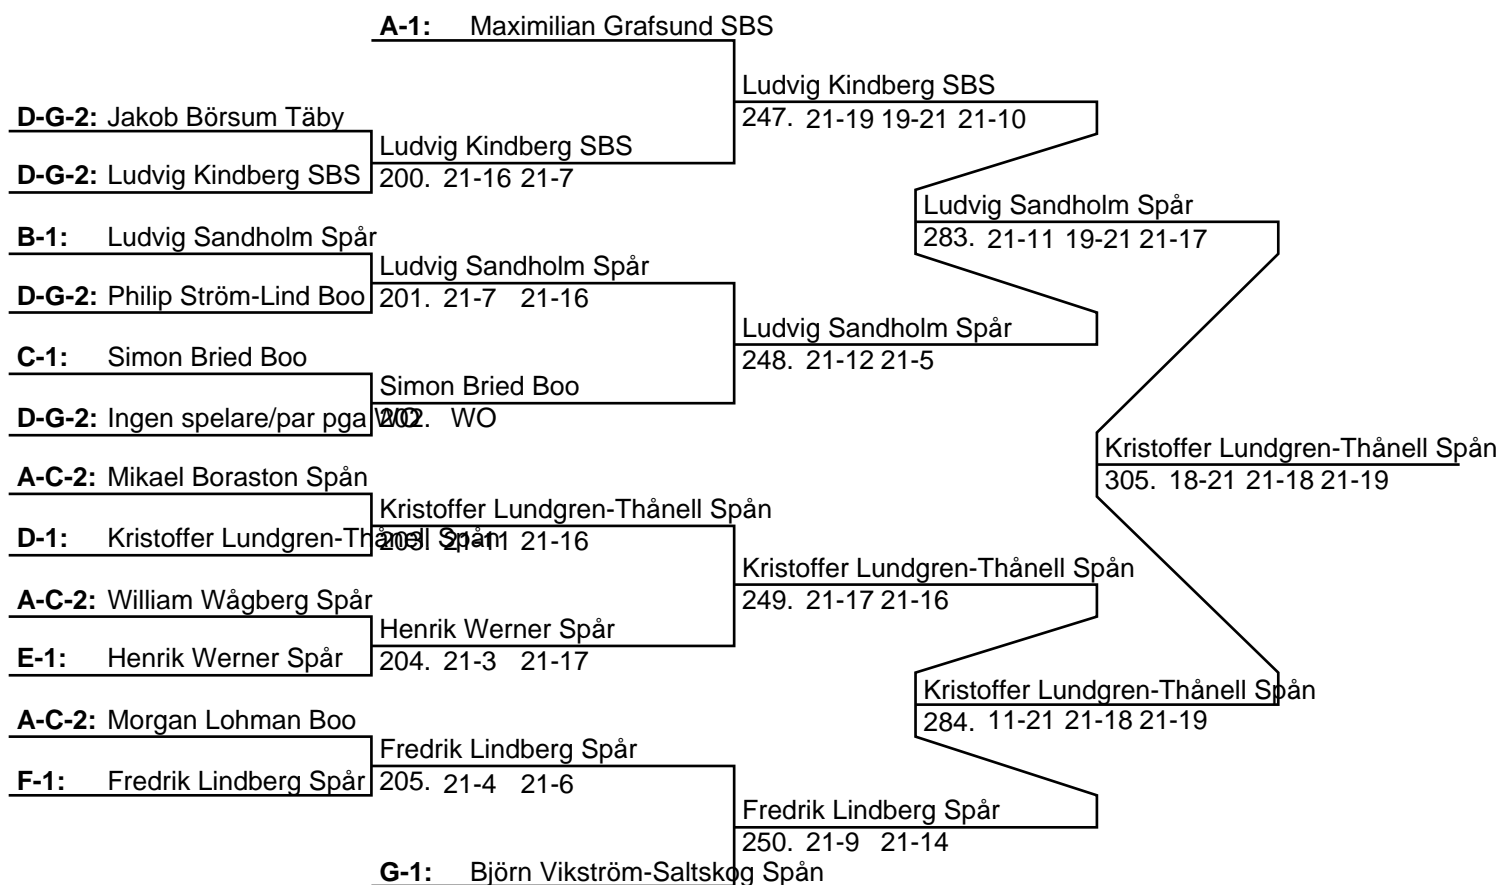 A-1: Maximilian Grafsund SBS
Ludvig Kindberg SBS
247. 21-19 19-21 21-10
D-G-2: Jakob Börsum Täby
Ludvig Kindberg SBS
D-G-2: Ludvig Kindberg SBS
200. 21-16 21-7
Ludvig Sandholm Spår
283. 21-11 19-21 21-17
B-1: Ludvig Sandholm Spår
Ludvig Sandholm Spår
D-G-2: Philip Ström-Lind Boo
201. 21-7 21-16
Ludvig Sandholm Spår
248. 21-12 21-5
C-1: Simon Bried Boo
Simon Bried Boo
D-G-2: Ingen spelare/par pga WO
202. WO
Kristoffer Lundgren-Thånell Spån
305. 18-21 21-18 21-19
A-C-2: Mikael Boraston Spån
Kristoffer Lundgren-Thånell Spån
D-1: Kristoffer Lundgren-Thånell Spån
203. 21-11 21-16
Kristoffer Lundgren-Thånell Spån
249. 21-17 21-16
A-C-2: William Wågberg Spår
Henrik Werner Spår
E-1: Henrik Werner Spår
204. 21-3 21-17
Kristoffer Lundgren-Thånell Spån
284. 11-21 21-18 21-19
A-C-2: Morgan Lohman Boo
Fredrik Lindberg Spår
F-1: Fredrik Lindberg Spår
205. 21-4 21-6
Fredrik Lindberg Spår
250. 21-9 21-14
G-1: Björn Vikström-Saltskog Spån